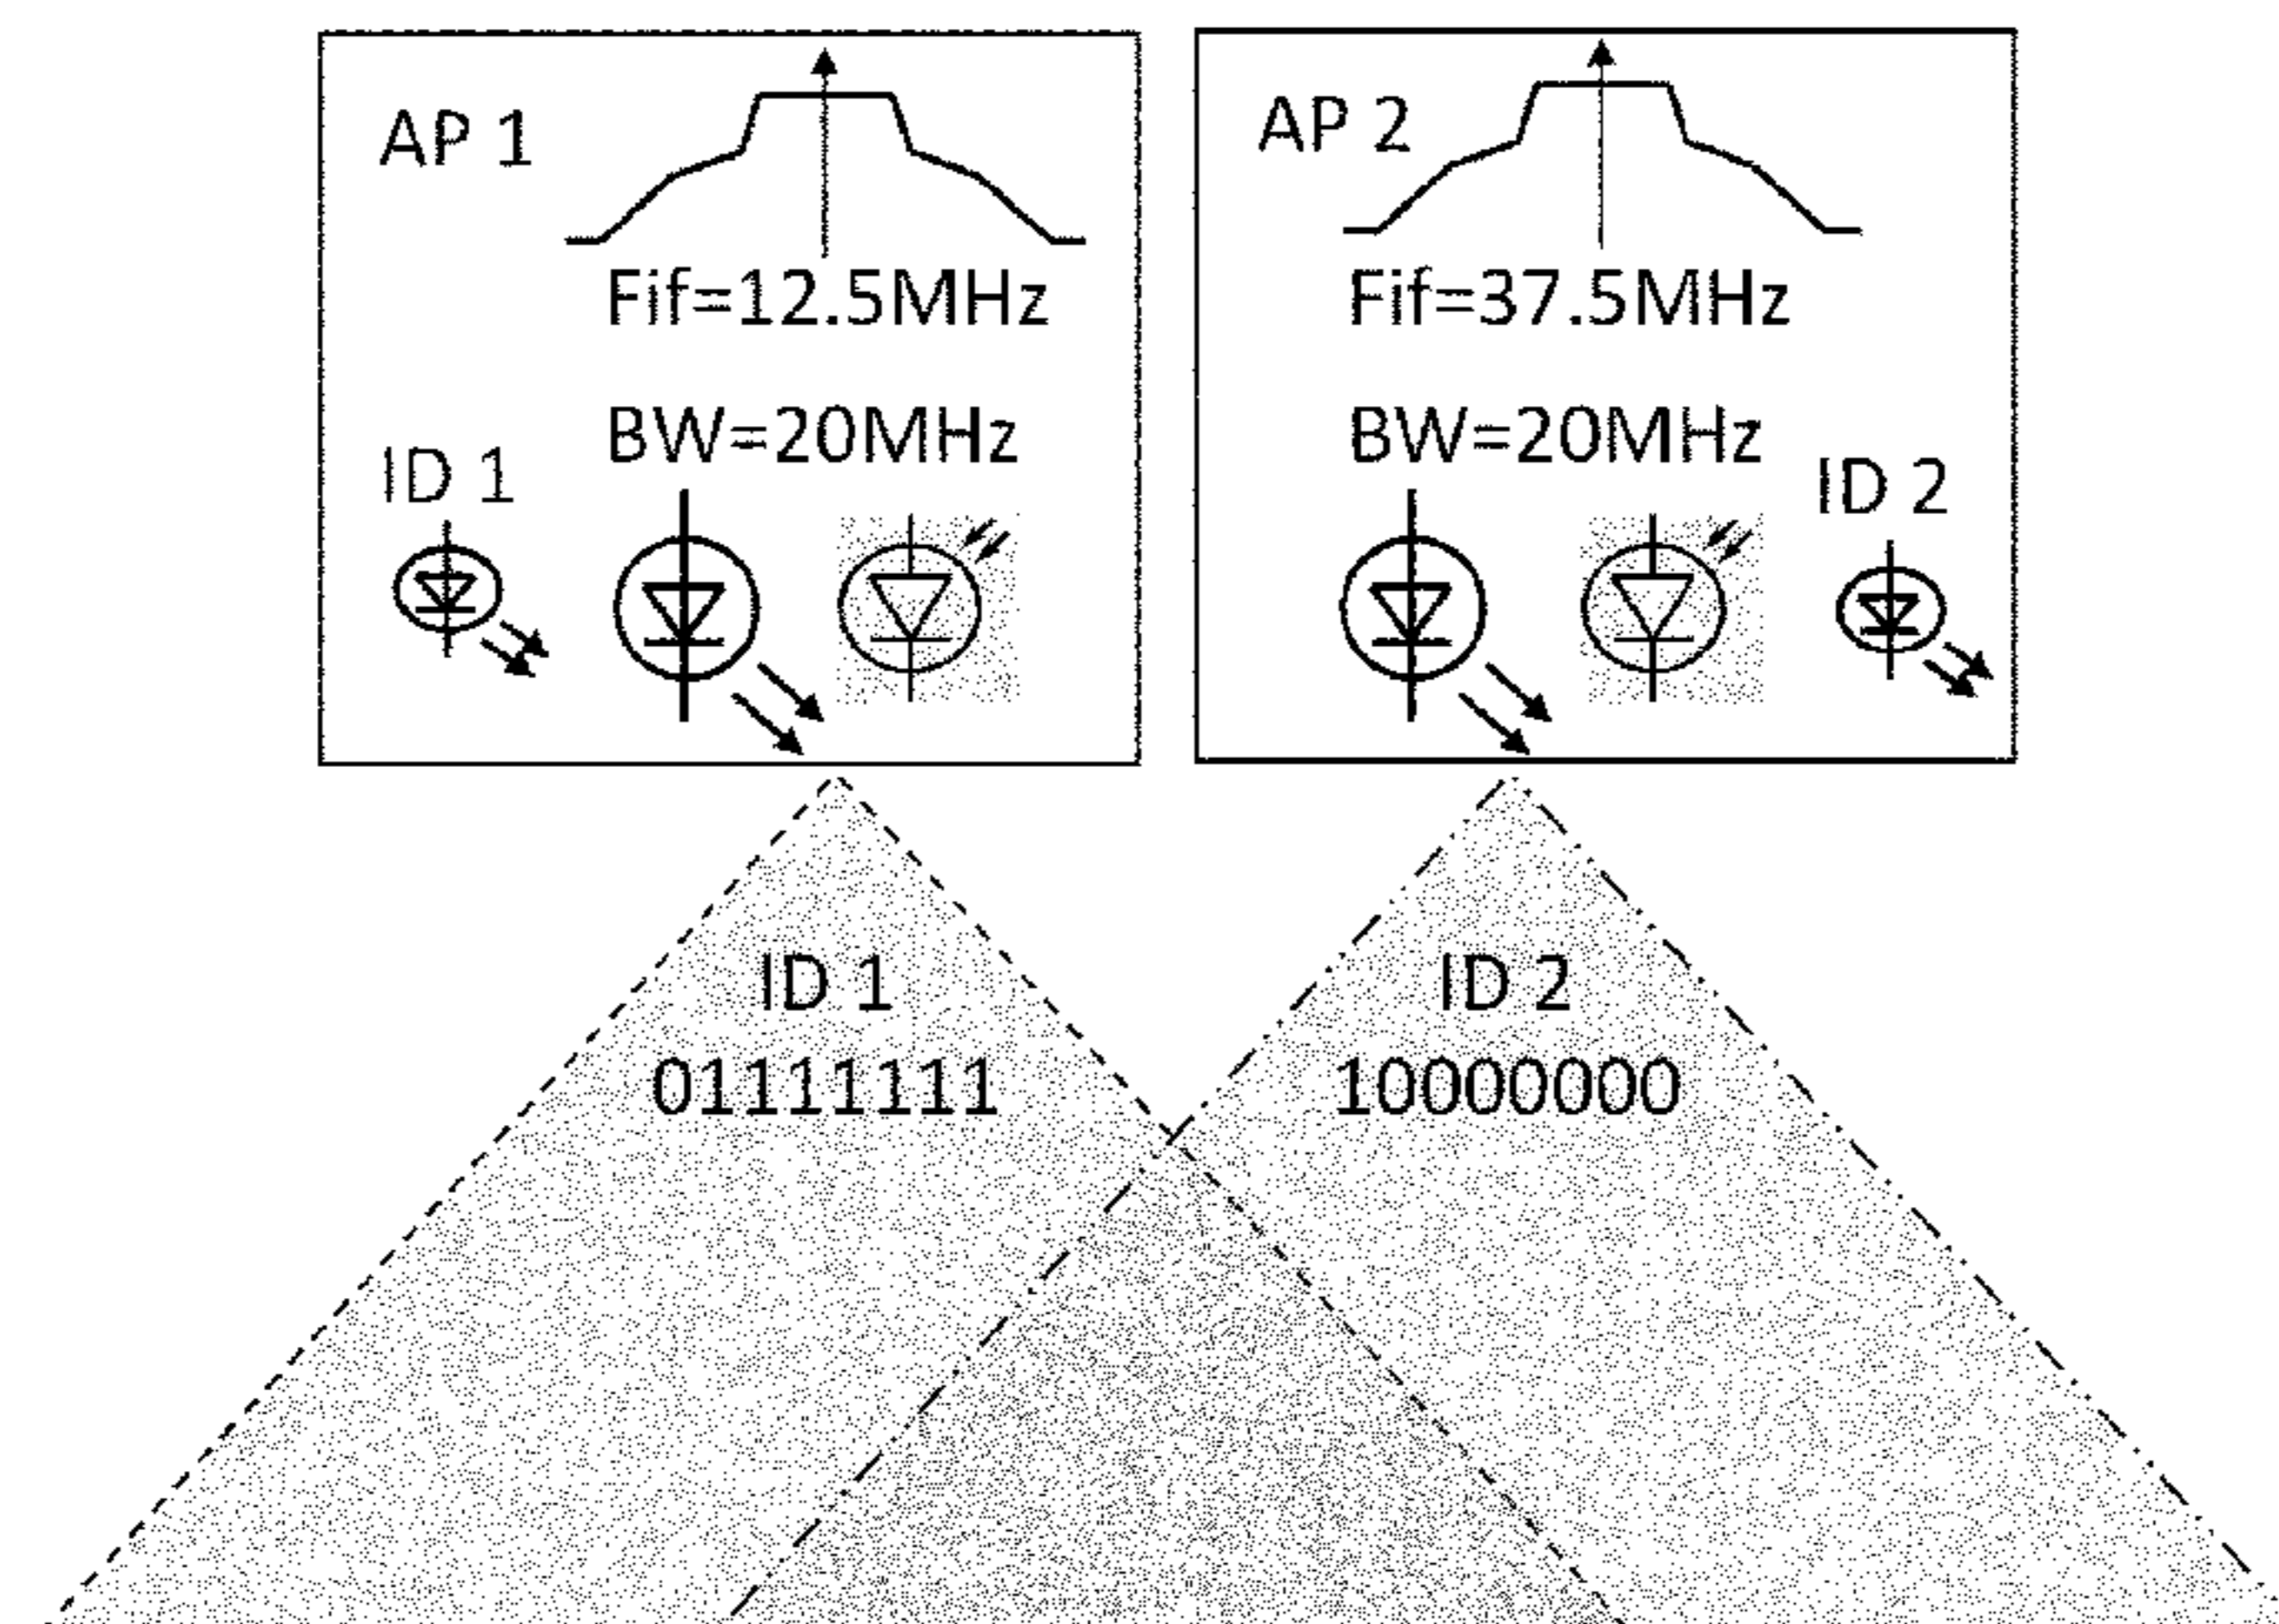 AP 1
Fif=12.5MHz
BW=20MHz
ID 1
AP 2
Fif=37.5MHz
BW=20MHz
ID 2
ID 1
01111111
ID 2
10000000